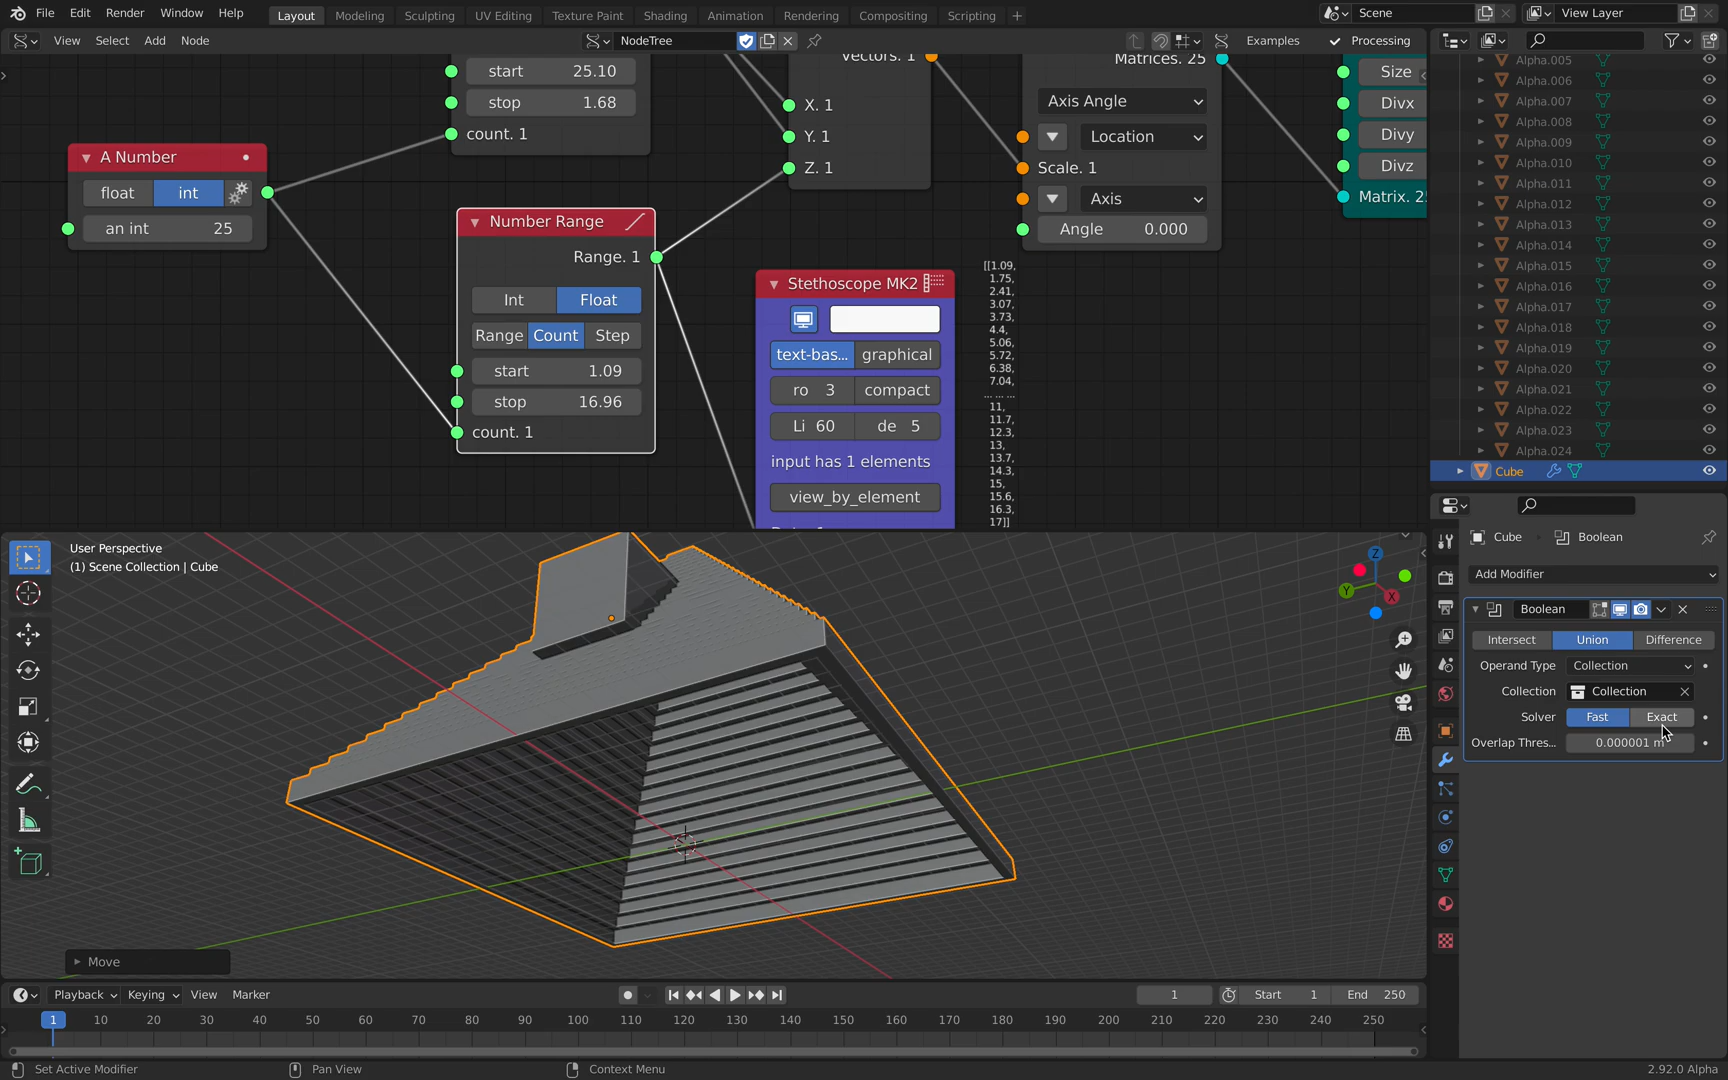 File Edit Render Window Help Layout Modeling Sculpting UV Editing Texture Paint Shading Animation Rendering Compositing Scripting + Scene View Layer
View Select Add Node NodeTree Examples Processing
start 25.10
stop 1.68
count. 1
A Number
float int
an int 25
Number Range
Range. 1
Int Float
Range Count Step
start 1.09
stop 16.96
count. 1
Vectors. 1
X. 1
Y. 1
Z. 1
Stethoscope MK2
text-bas... graphical
ro 3 compact
Li 60 de 5
input has 1 elements
view_by_element
[[1.09,
1.75,
2.41,
3.07,
3.73,
4.4,
5.06,
5.72,
6.38,
7.04,
... ... ...
11,
11.7,
12.3,
13,
13.7,
14.3,
15,
15.6,
16.3,
17]]
Matrices. 25
Axis Angle
Location
Scale. 1
Axis
Angle 0.000
Size
Divx
Divy
Divz
Matrix. 2
Alpha.005
Alpha.006
Alpha.007
Alpha.008
Alpha.009
Alpha.010
Alpha.011
Alpha.012
Alpha.013
Alpha.014
Alpha.015
Alpha.016
Alpha.017
Alpha.018
Alpha.019
Alpha.020
Alpha.021
Alpha.022
Alpha.023
Alpha.024
Cube
Cube Boolean
Add Modifier
Boolean
Intersect Union Difference
Operand Type Collection
Collection Collection
Solver Fast Exact
Overlap Thres... 0.000001 m
User Perspective
(1) Scene Collection | Cube
Z
Y
X
Move
Playback Keying View Marker 1 Start 1 End 250
1 10 20 30 40 50 60 70 80 90 100 110 120 130 140 150 160 170 180 190 200 210 220 230 240 250
Set Active Modifier Pan View Context Menu 2.92.0 Alpha